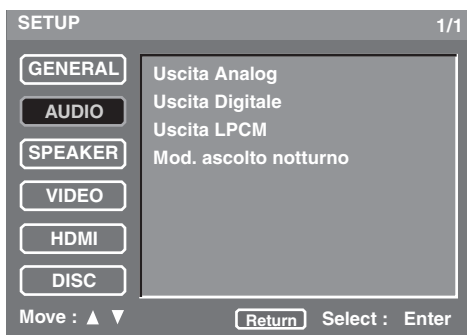 SETUP 1/1
GENERAL
AUDIO
SPEAKER
VIDEO
HDMI
DISC
Uscita Analog
Uscita Digitale
Uscita LPCM
Mod. ascolto notturno
Move : ▲ ▼ Return Select : Enter